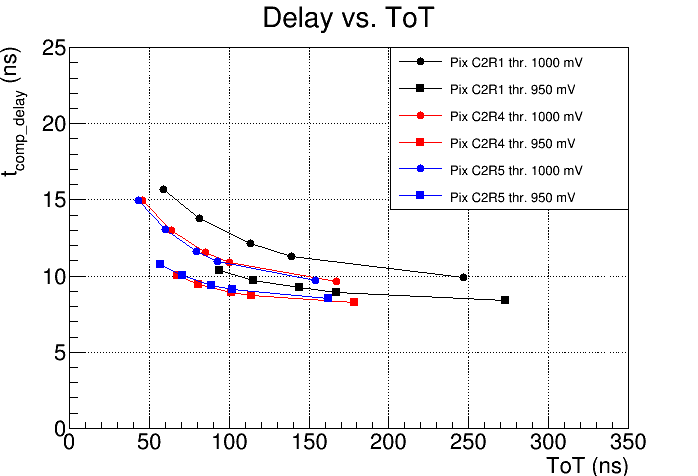 Delay vs. ToT
t_comp_delay (ns)
25
20
15
10
5
0
Pix C2R1 thr. 1000 mV
Pix C2R1 thr. 950 mV
Pix C2R4 thr. 1000 mV
Pix C2R4 thr. 950 mV
Pix C2R5 thr. 1000 mV
Pix C2R5 thr. 950 mV
0 50 100 150 200 250 300 350
ToT (ns)